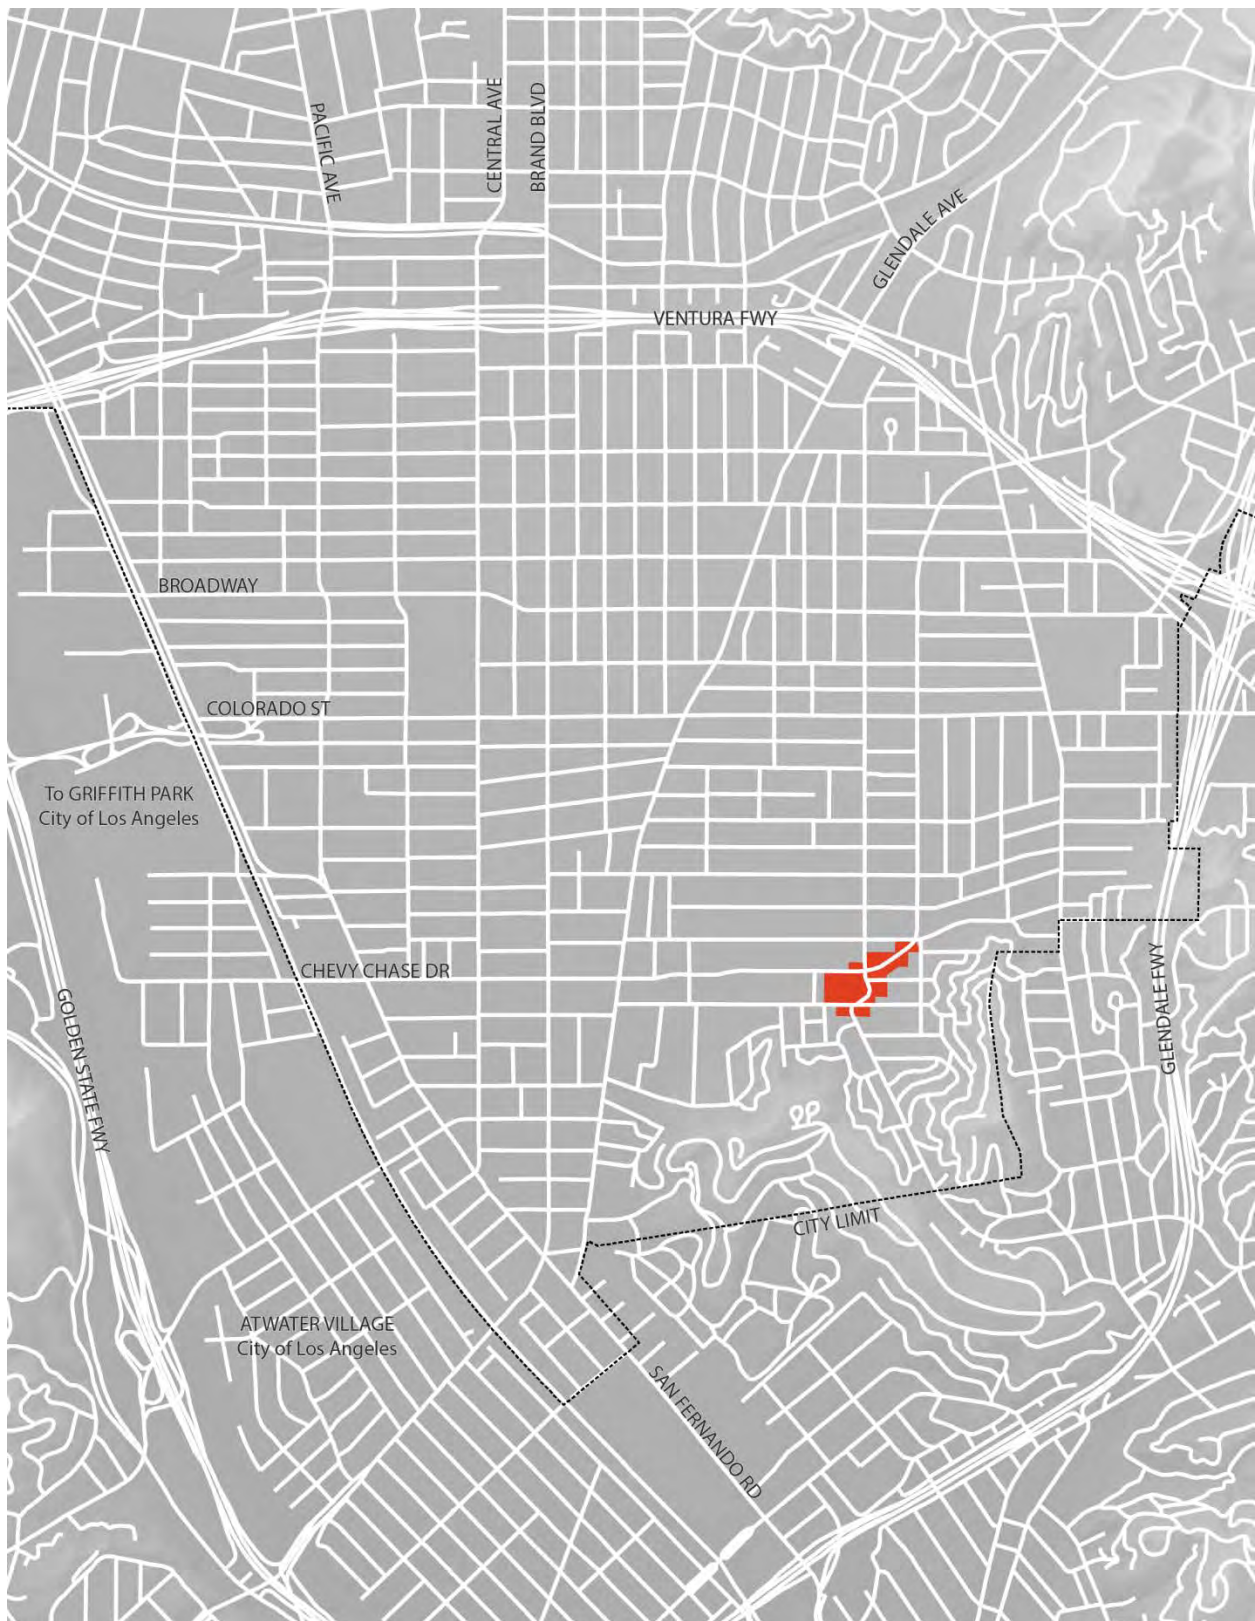 PACIFIC AVE
CENTRAL AVE
BRAND BLVD
GLENDALE AVE
VENTURA FWY
BROADWAY
COLORADO ST
To GRIFFITH PARK
City of Los Angeles
CHEVY CHASE DR
GOLDEN STATE FWY
GLENDALE FWY
CITY LIMIT
ATWATER VILLAGE
City of Los Angeles
SAN FERNANDO RD